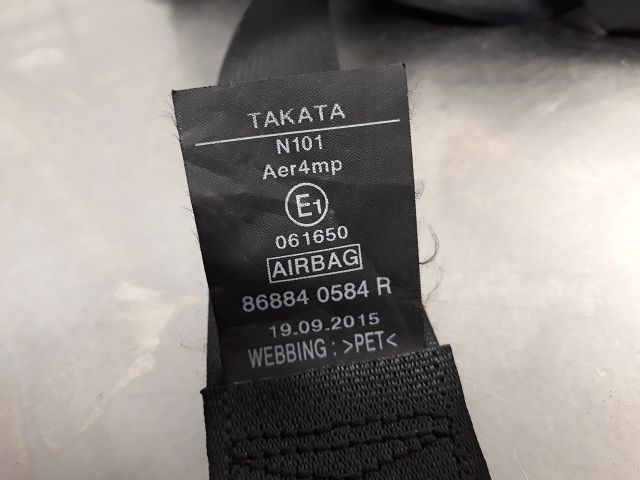 TAKATA
N101
Aer4mp
E1
061650
AIRBAG
86884 0584 R
19.09.2015
WEBBING : >PET<